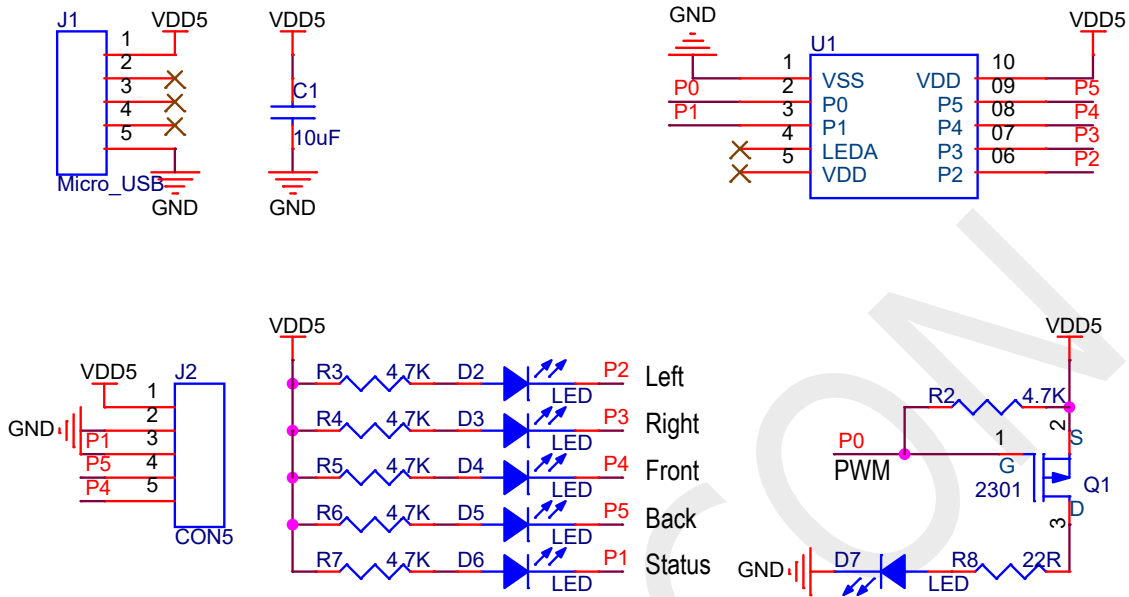 J1
VDD5
1
2
3
4
5
Micro_USB
GND
VDD5
C1
10uF
GND
GND
U1
VDD5
1
VSS
VDD
10
P0
2
P0
P5
09
P5
P1
3
P1
P4
08
P4
4
LEDA
P3
07
P3
5
VDD
P2
06
P2
VDD5
J2
1
2
GND
3
P1
4
P5
5
P4
CON5
VDD5
R3
4.7K
D2
LED
P2
Left
R4
4.7K
D3
LED
P3
Right
R5
4.7K
D4
LED
P4
Front
R6
4.7K
D5
LED
P5
Back
R7
4.7K
D6
LED
P1
Status
VDD5
R2
4.7K
P0
PWM
1
G
2
S
2301
Q1
D
3
GND
D7
LED
R8
22R
CON